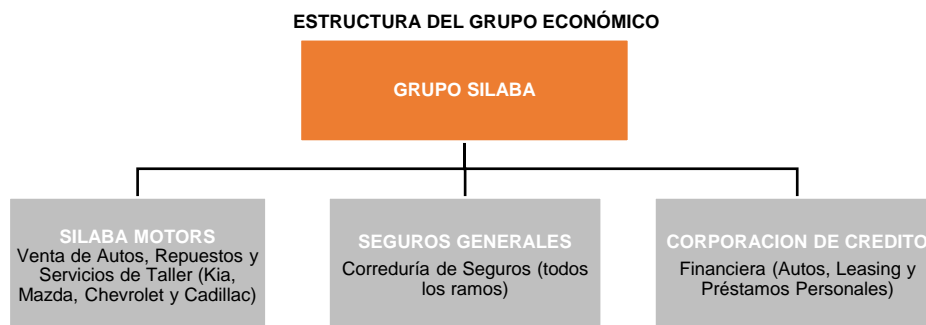 ESTRUCTURA DEL GRUPO ECONÓMICO
GRUPO SILABA
SILABA MOTORS
Venta de Autos, Repuestos y
Servicios de Taller (Kia,
Mazda, Chevrolet y Cadillac)
SEGUROS GENERALES
Correduría de Seguros (todos
los ramos)
CORPORACION DE CREDITO
Financiera (Autos, Leasing y
Préstamos Personales)